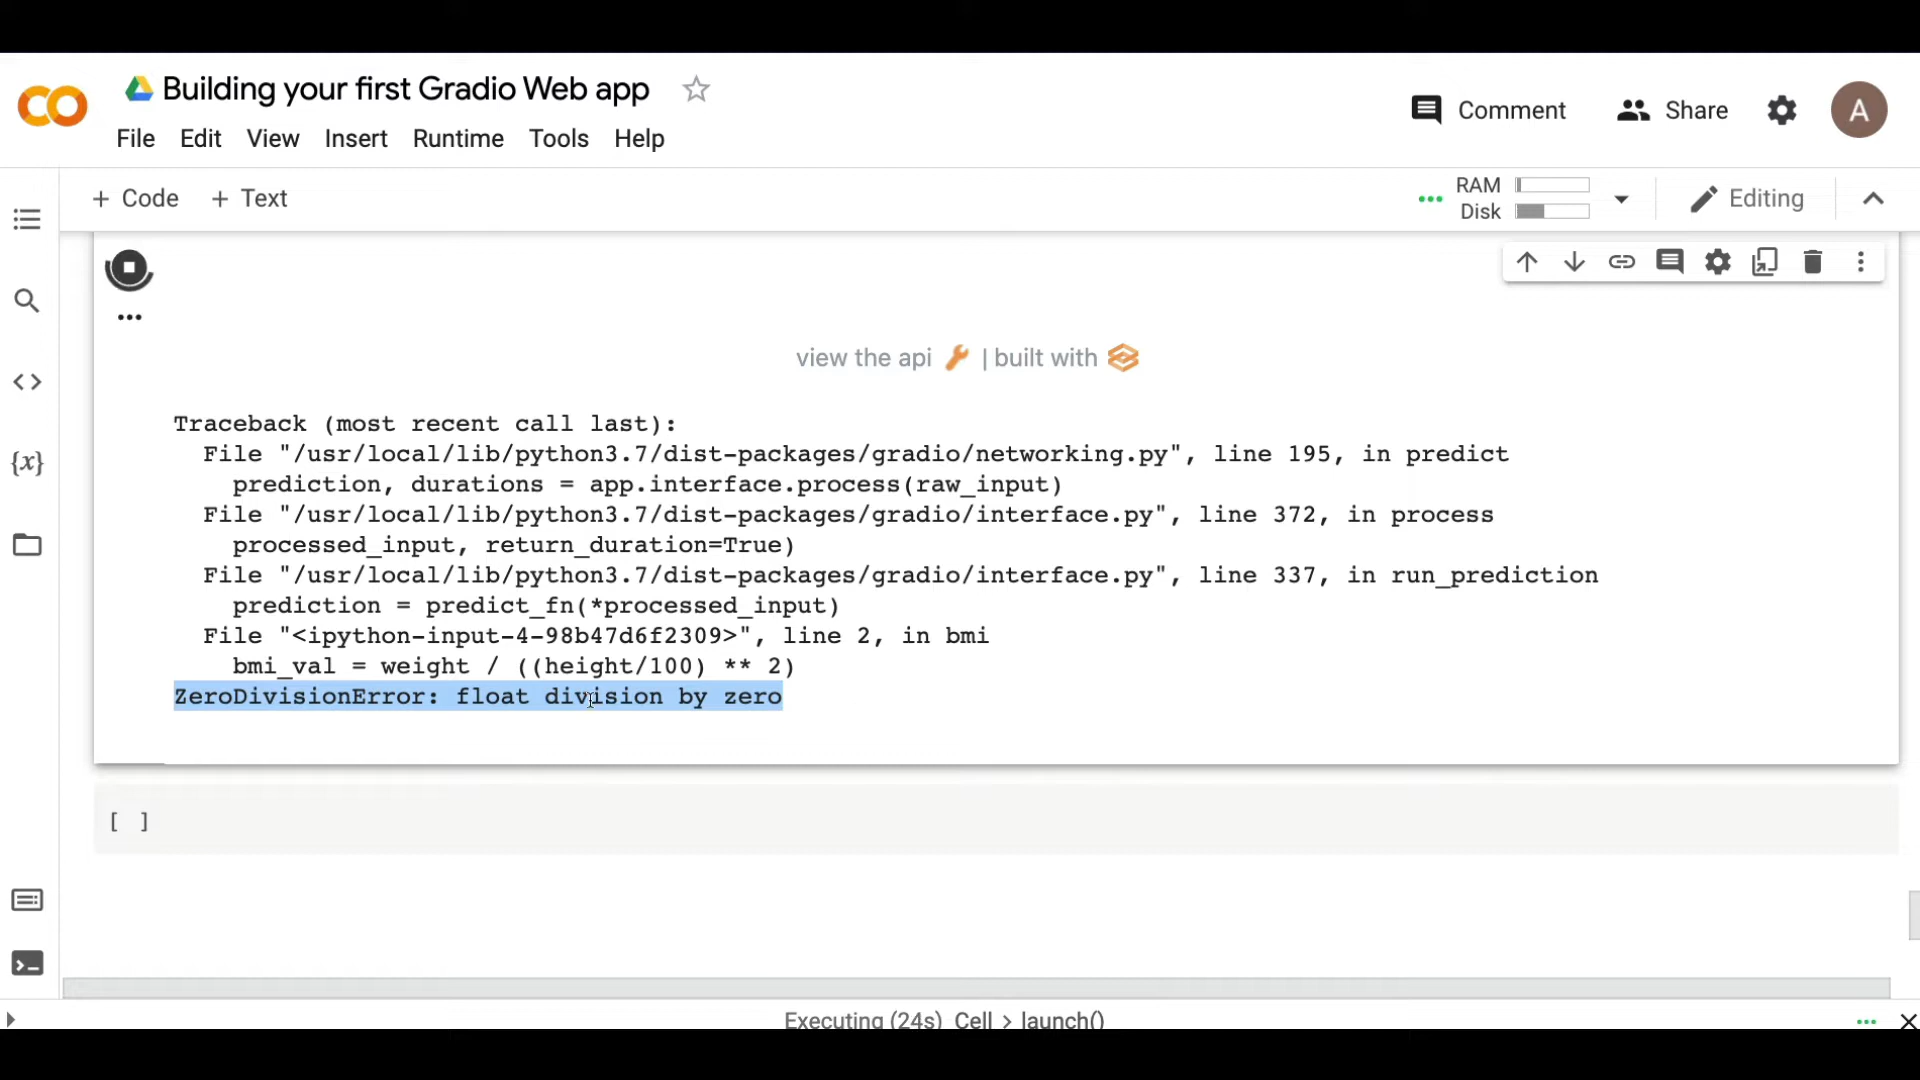 Building your first Gradio Web app
Comment
Share
A
File Edit View Insert Runtime Tools Help
+ Code + Text
RAM
Disk
Editing
view the api | built with
Traceback (most recent call last):
File "/usr/local/lib/python3.7/dist-packages/gradio/networking.py", line 195, in predict
prediction, durations = app.interface.process(raw_input)
File "/usr/local/lib/python3.7/dist-packages/gradio/interface.py", line 372, in process
processed_input, return_duration=True)
File "/usr/local/lib/python3.7/dist-packages/gradio/interface.py", line 337, in run_prediction
prediction = predict_fn(*processed_input)
File "<ipython-input-4-98b47d6f2309>", line 2, in bmi
bmi_val = weight / ((height/100) ** 2)
ZeroDivisionError: float division by zero
[ ]
Executing (24s) Cell > launch()